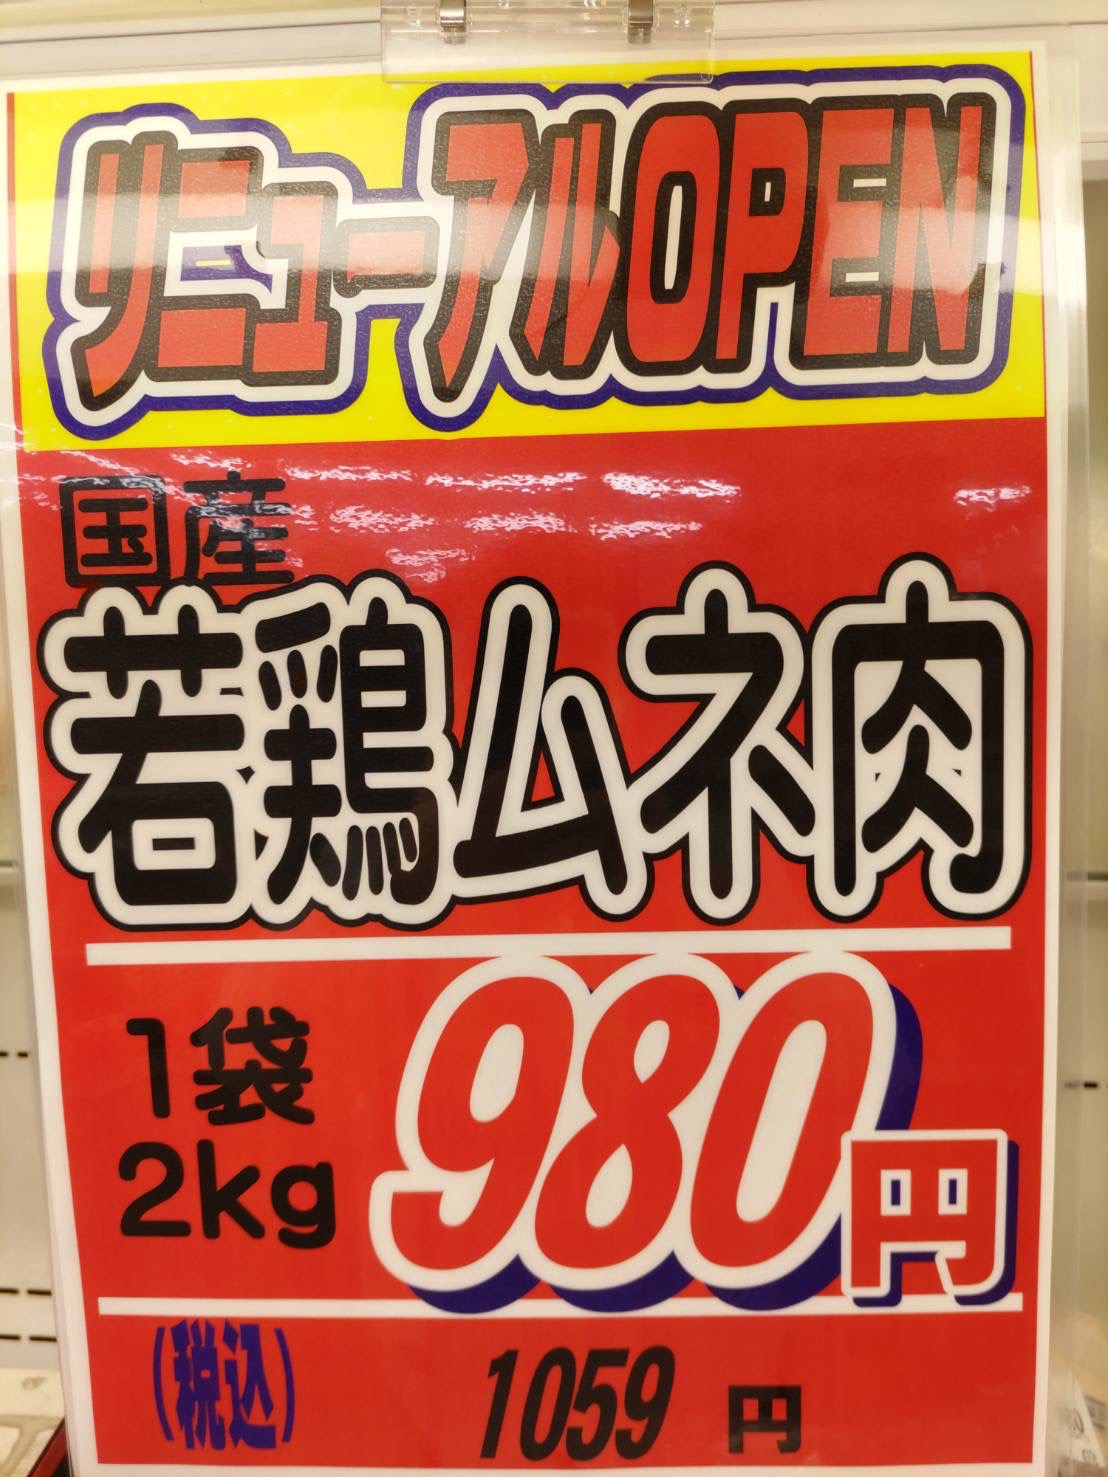 リニューアルOPEN
国産
若鶏ムネ肉
1袋
2kg
980円
(税込) 1059 円